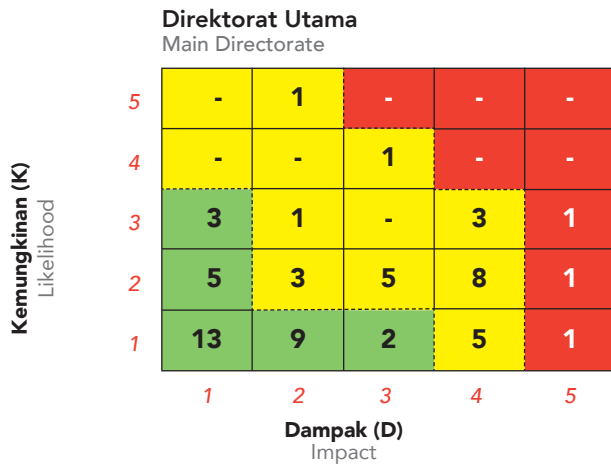 Direktorat Utama
Main Directorate
Kemungkinan (K)
Likelihood
5 - 1 - - -
4 - - 1 - -
3 3 1 - 3 1
2 5 3 5 8 1
1 13 9 2 5 1
1 2 3 4 5
Dampak (D)
Impact